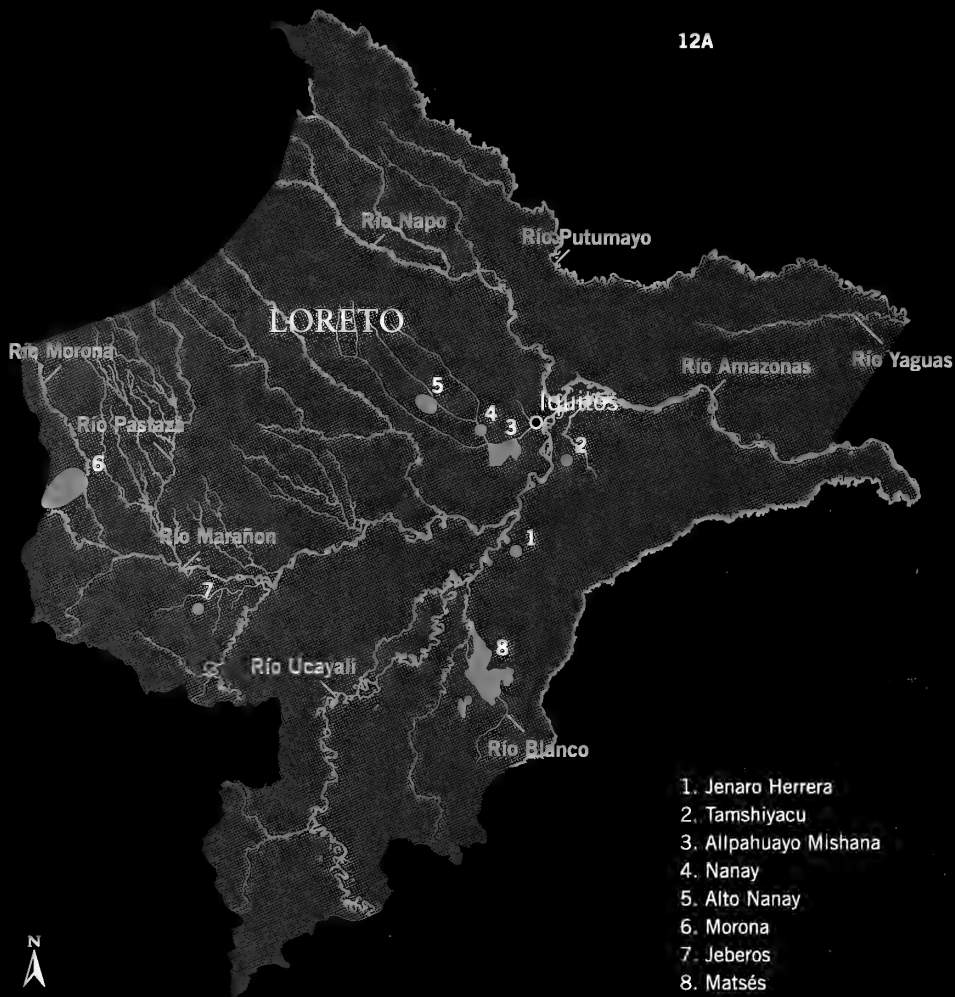 12A
Río Napo
Río Putumayo
LORETO
Río Morona
Río Yaguas
Río Amazonas
5
Iquitos
4
3
Río Pastaza
2
6
Río Marañon
1
7
8
Río Ucayali
Río Blanco
1. Jenaro Herrera
2. Tamshiyacu
3. Allpahuayo Mishana
4. Nanay
5. Alto Nanay
6. Morona
7. Jeberos
8. Matsés
N